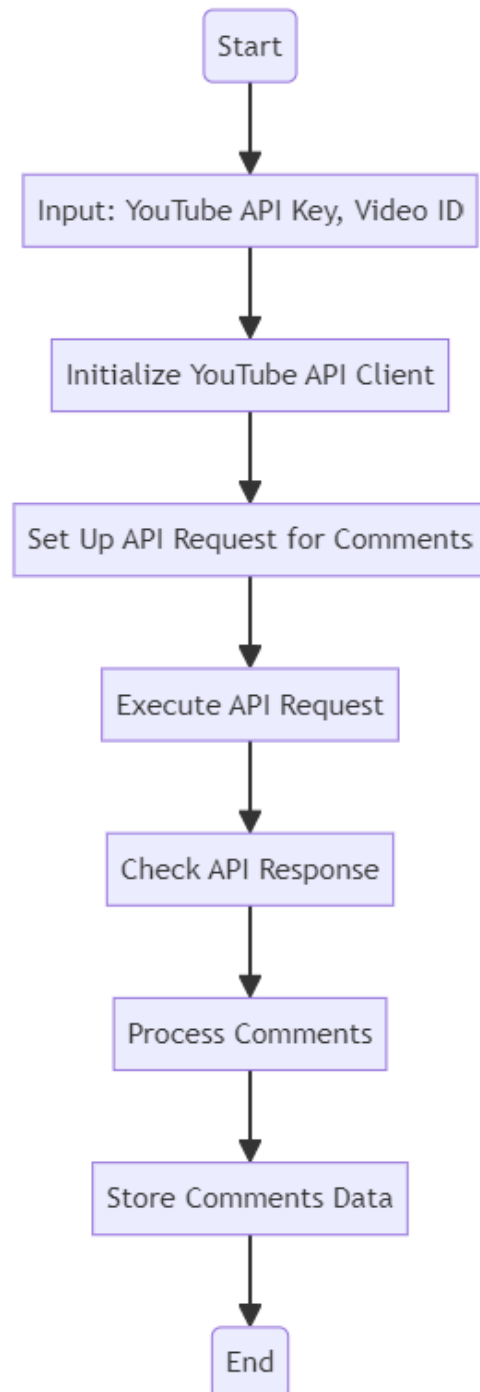 Start
Input: YouTube API Key, Video ID
Initialize YouTube API Client
Set Up API Request for Comments
Execute API Request
Check API Response
Process Comments
Store Comments Data
End